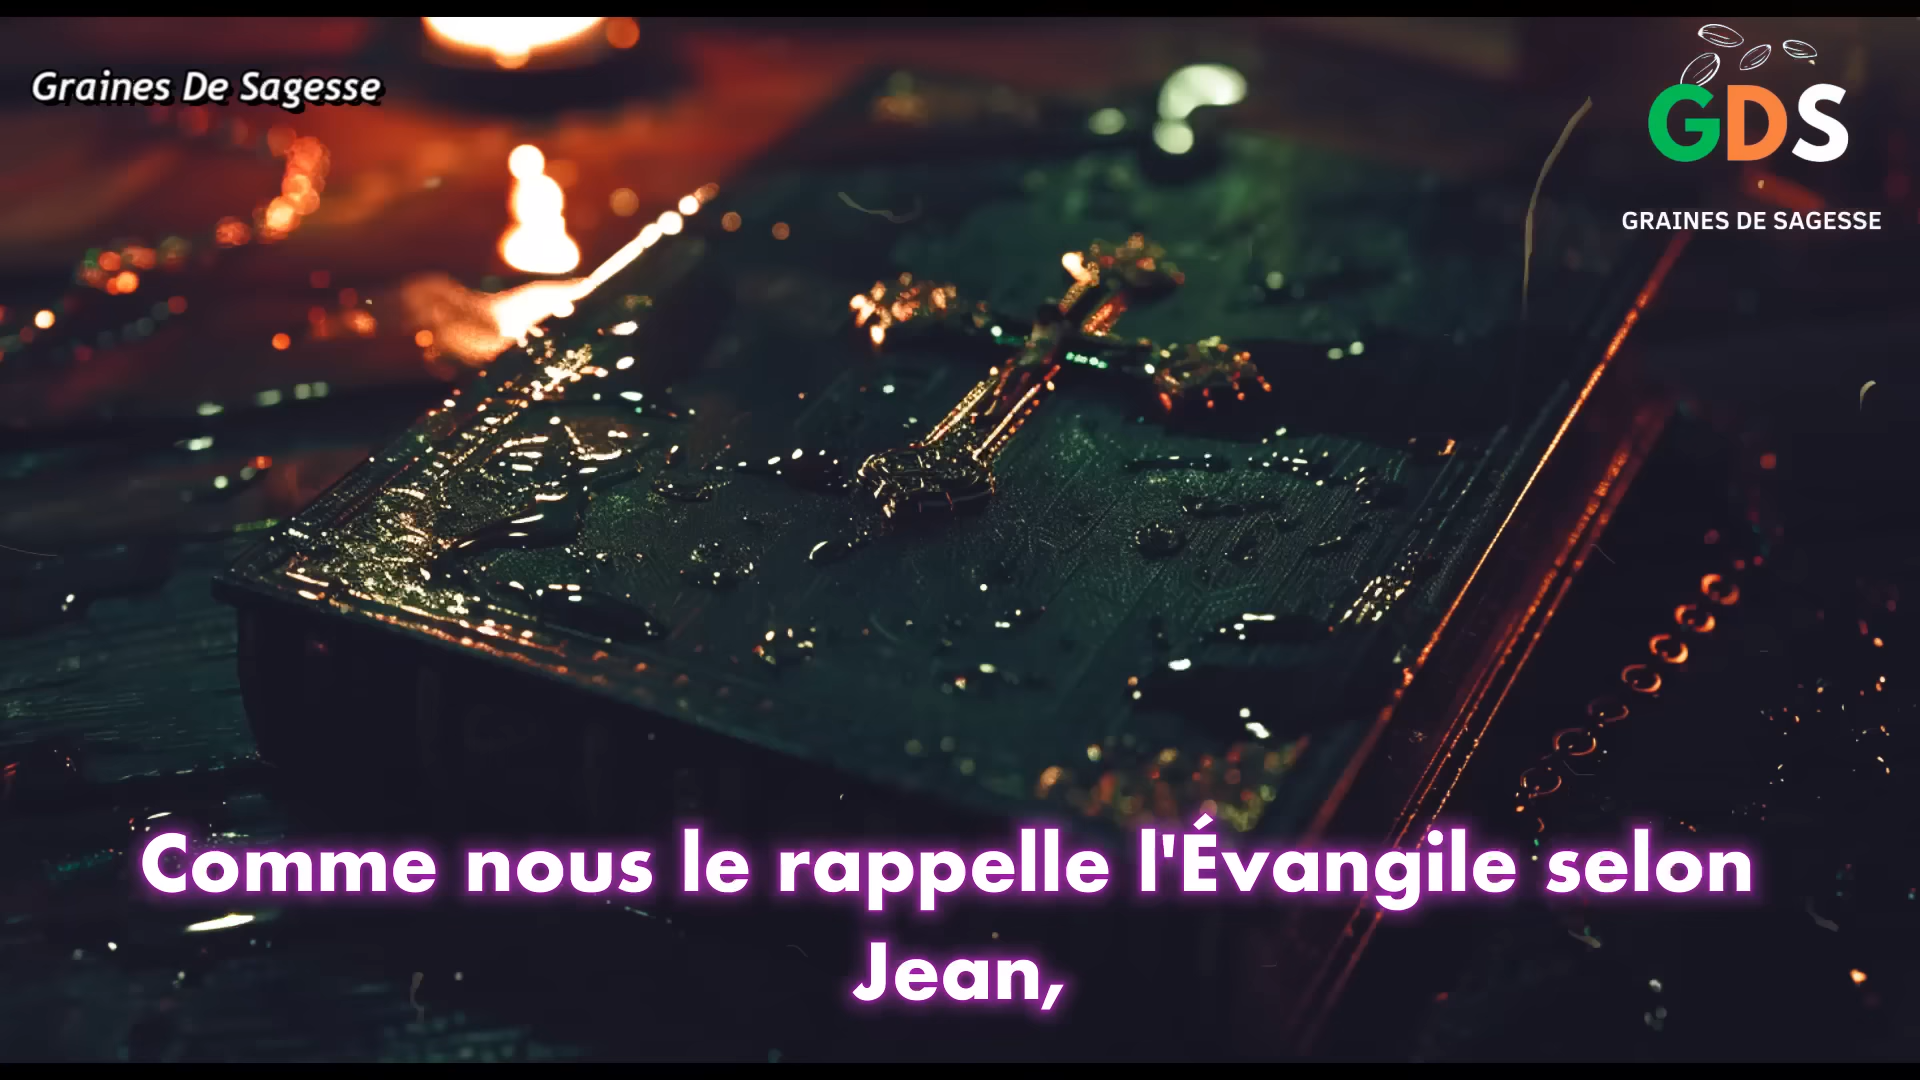 Graines De Sagesse
GDS
GRAINES DE SAGESSE
Comme nous le rappelle l'Évangile selon
Jean,